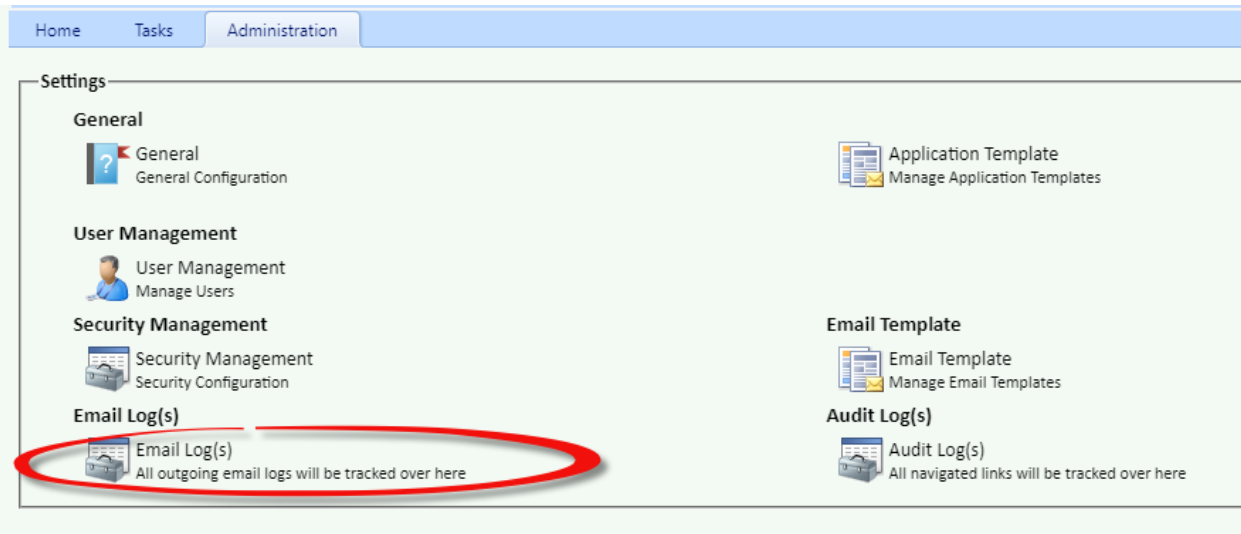 Home Tasks Administration
Settings
General
General
General Configuration
Application Template
Manage Application Templates
User Management
User Management
Manage Users
Security Management
Security Management
Security Configuration
Email Template
Email Template
Manage Email Templates
Email Log(s)
Email Log(s)
All outgoing email logs will be tracked over here
Audit Log(s)
Audit Log(s)
All navigated links will be tracked over here